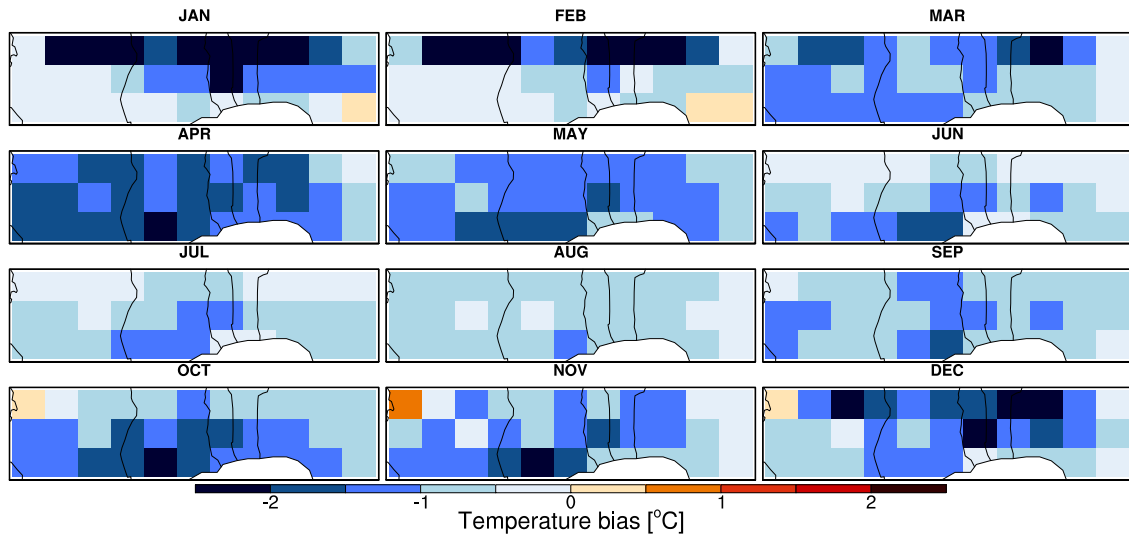 JAN FEB MAR
APR MAY JUN
JUL AUG SEP
OCT NOV DEC
-2 -1 0 1 2
Temperature bias [°C]